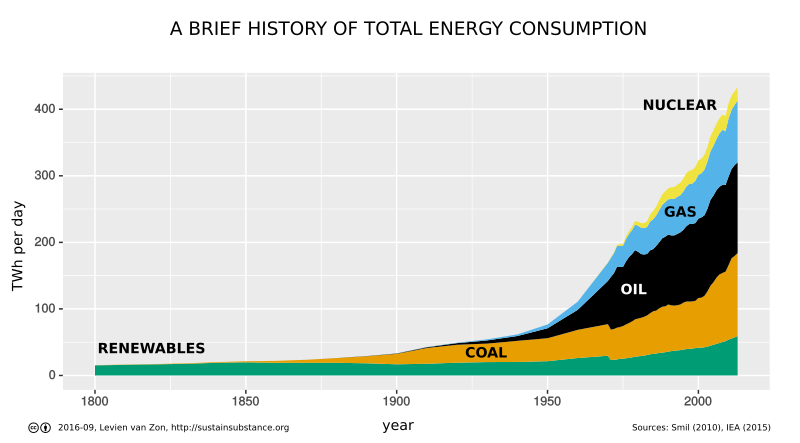 A BRIEF HISTORY OF TOTAL ENERGY CONSUMPTION
NUCLEAR
400
300
GAS
200
TWh per day
OIL
100
RENEWABLES
COAL
0
1800 1850 1900 1950 2000
year
cc 2016-09, Levien van Zon, http://sustainsubstance.org
Sources: Smil (2010), IEA (2015)